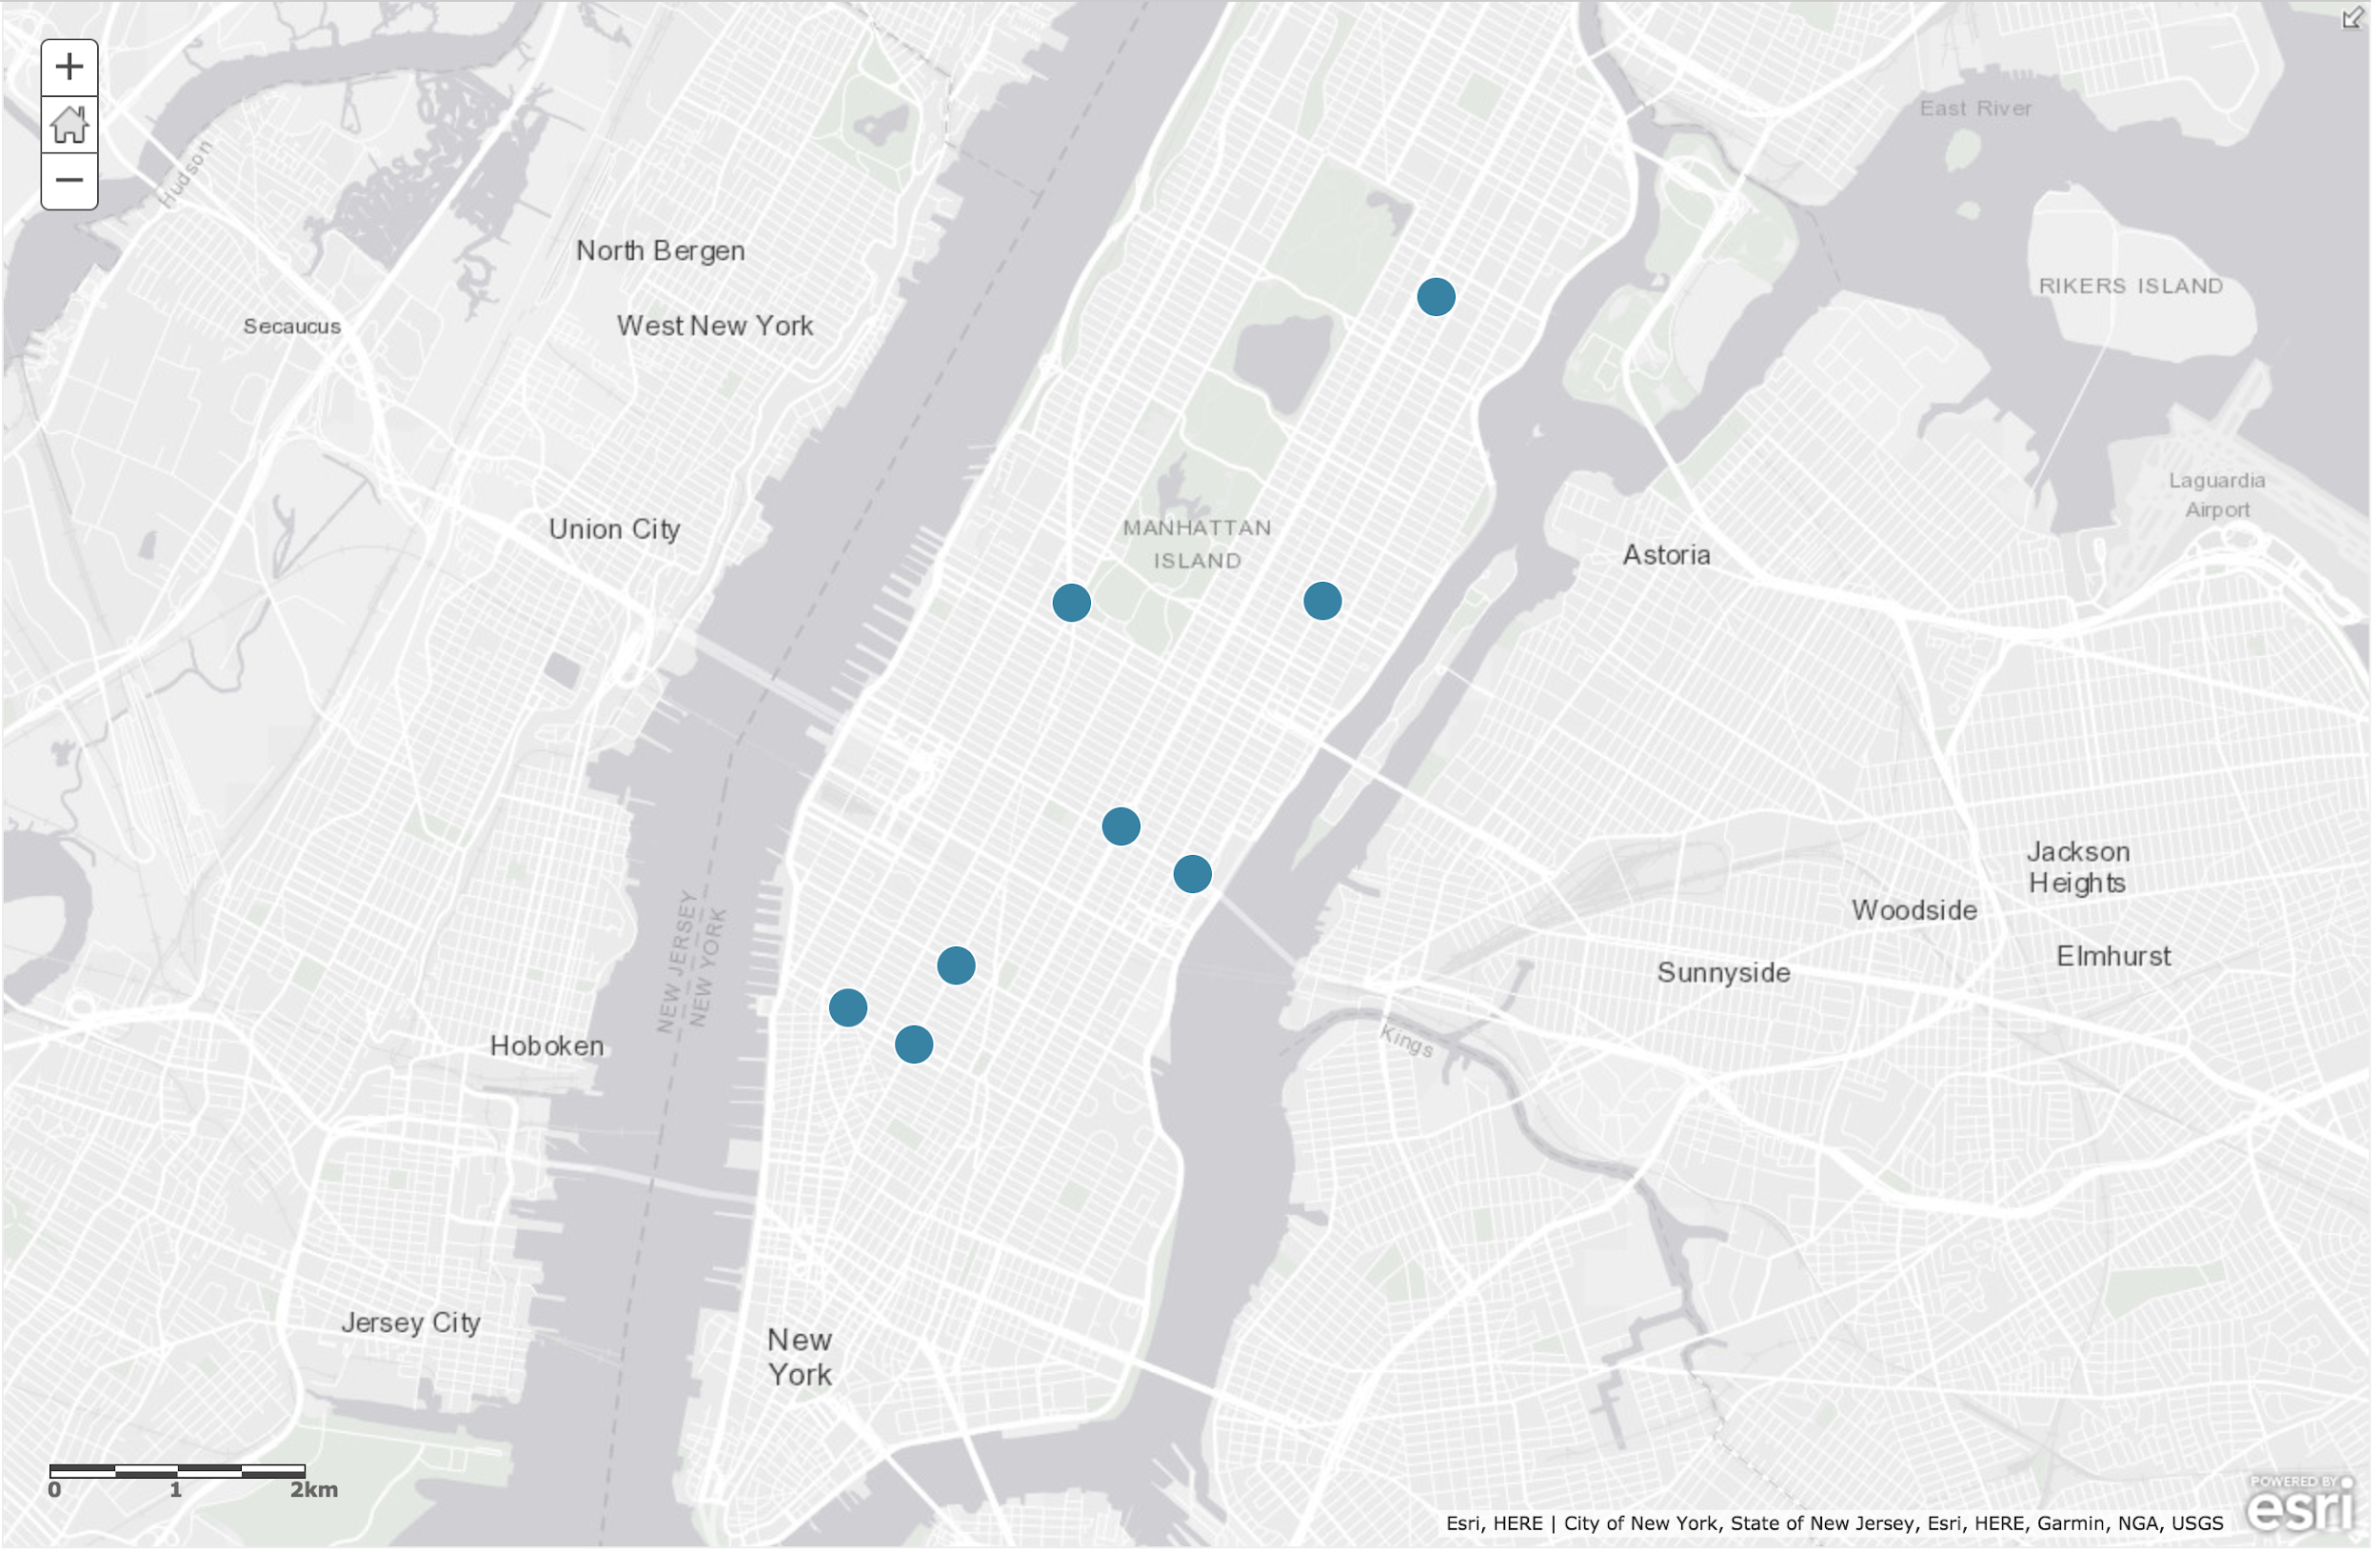 +
−
East River
Hudson
North Bergen
RIKERS ISLAND
Secaucus
West New York
Laguardia
Airport
Union City
MANHATTAN
ISLAND
Astoria
Jackson
Heights
Woodside
NEW JERSEY
NEW YORK
Elmhurst
Sunnyside
Kings
Hoboken
Jersey City
New
York
0 1 2km
POWERED BY
esri
Esri, HERE | City of New York, State of New Jersey, Esri, HERE, Garmin, NGA, USGS